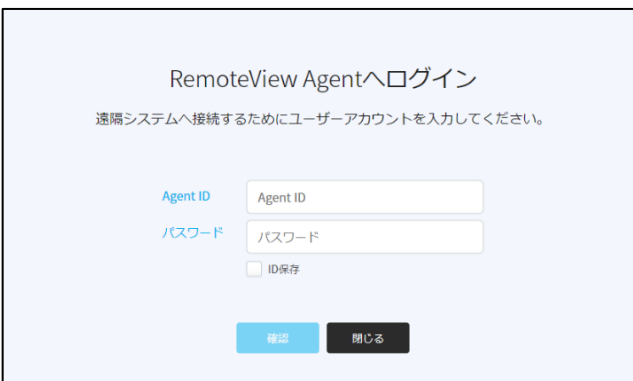 RemoteView Agentへログイン
遠隔システムへ接続するためにユーザーアカウントを入力してください。
Agent ID
Agent ID
パスワード
パスワード
ID保存
確認
閉じる